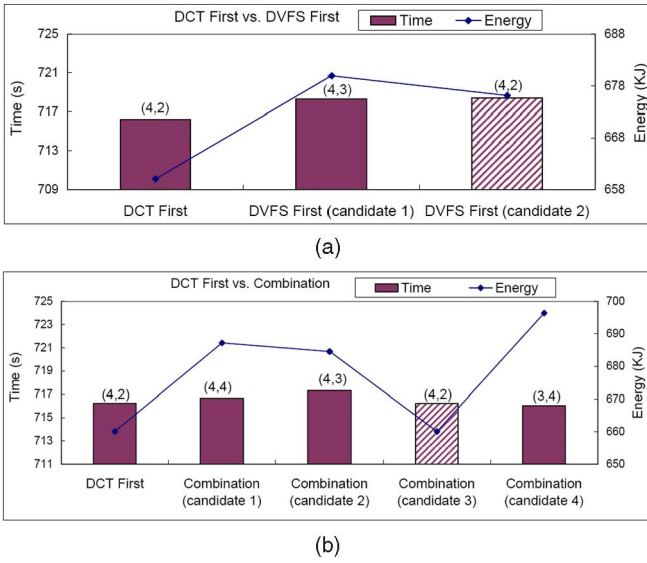 DCT First vs. DVFS First
Time
Energy
725
721
717
713
709
Time (s)
688
678
668
658
Energy (KJ)
(4,2)
(4,3)
(4,2)
DCT First
DVFS First (candidate 1)
DVFS First (candidate 2)
(a)
DCT First vs. Combination
Time
Energy
725
723
721
719
717
715
713
711
Time (s)
700
690
680
670
660
650
Energy (KJ)
(4,2)
(4,4)
(4,3)
(4,2)
(3,4)
DCT First
Combination
(candidate 1)
Combination
(candidate 2)
Combination
(candidate 3)
Combination
(candidate 4)
(b)